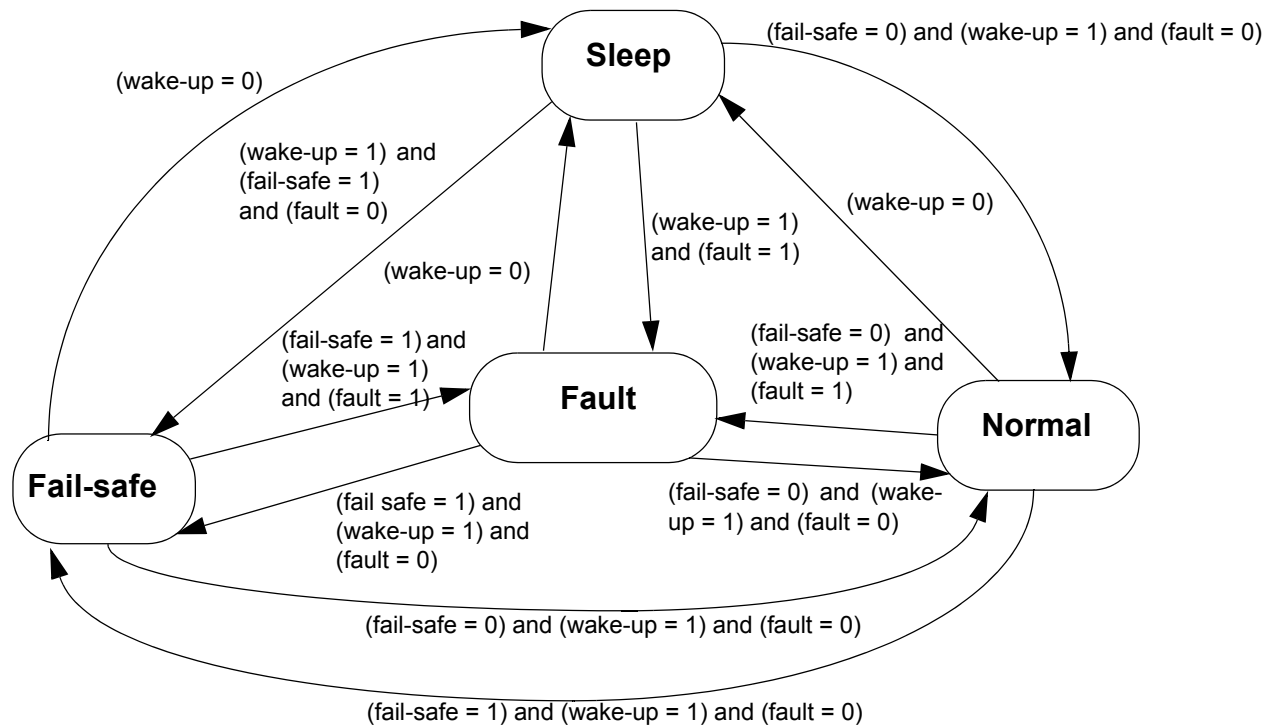 (fail-safe = 0) and (wake-up = 1) and (fault = 0)
Sleep
(wake-up = 0)
(wake-up = 1) and
(fail-safe = 1)
and (fault = 0)
(wake-up = 0)
(wake-up = 1)
and (fault = 1)
(wake-up = 0)
(fail-safe = 1) and
(wake-up = 1)
and (fault = 1)
(fail-safe = 0) and
(wake-up = 1) and
(fault = 1)
Fault
Normal
Fail-safe
(fail safe = 1) and
(wake-up = 1) and
(fault = 0)
(fail-safe = 0) and (wake-
up = 1) and (fault = 0)
(fail-safe = 0) and (wake-up = 1) and (fault = 0)
(fail-safe = 1) and (wake-up = 1) and (fault = 0)